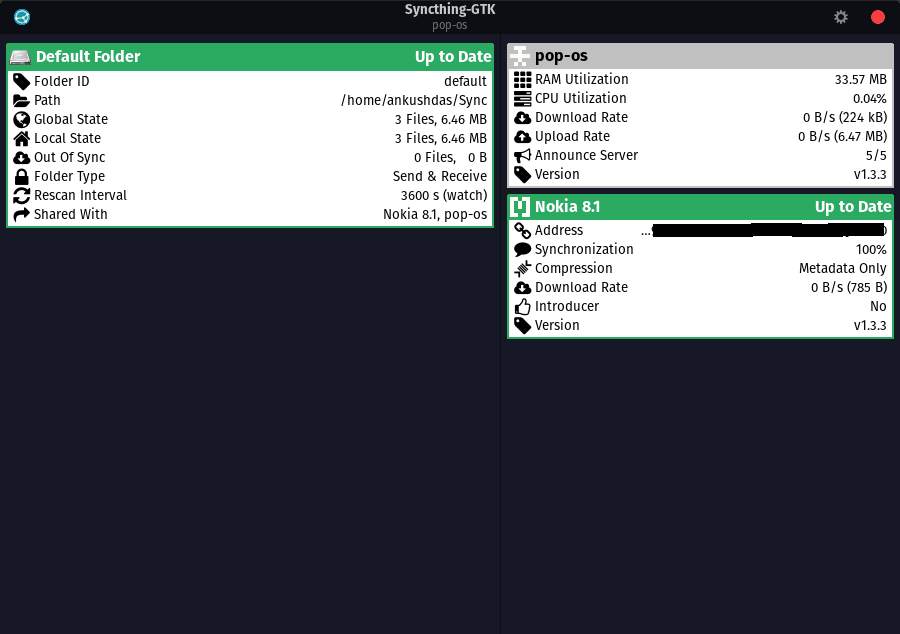 Syncthing-GTK
pop-os
Default Folder Up to Date
Folder ID default
Path /home/ankushdas/Sync
Global State 3 Files, 6.46 MB
Local State 3 Files, 6.46 MB
Out Of Sync 0 Files, 0 B
Folder Type Send & Receive
Rescan Interval 3600 s (watch)
Shared With Nokia 8.1, pop-os
pop-os
RAM Utilization 33.57 MB
CPU Utilization 0.04%
Download Rate 0 B/s (224 kB)
Upload Rate 0 B/s (6.47 MB)
Announce Server 5/5
Version v1.3.3
Nokia 8.1 Up to Date
Address ...
Synchronization 100%
Compression Metadata Only
Download Rate 0 B/s (785 B)
Introducer No
Version v1.3.3